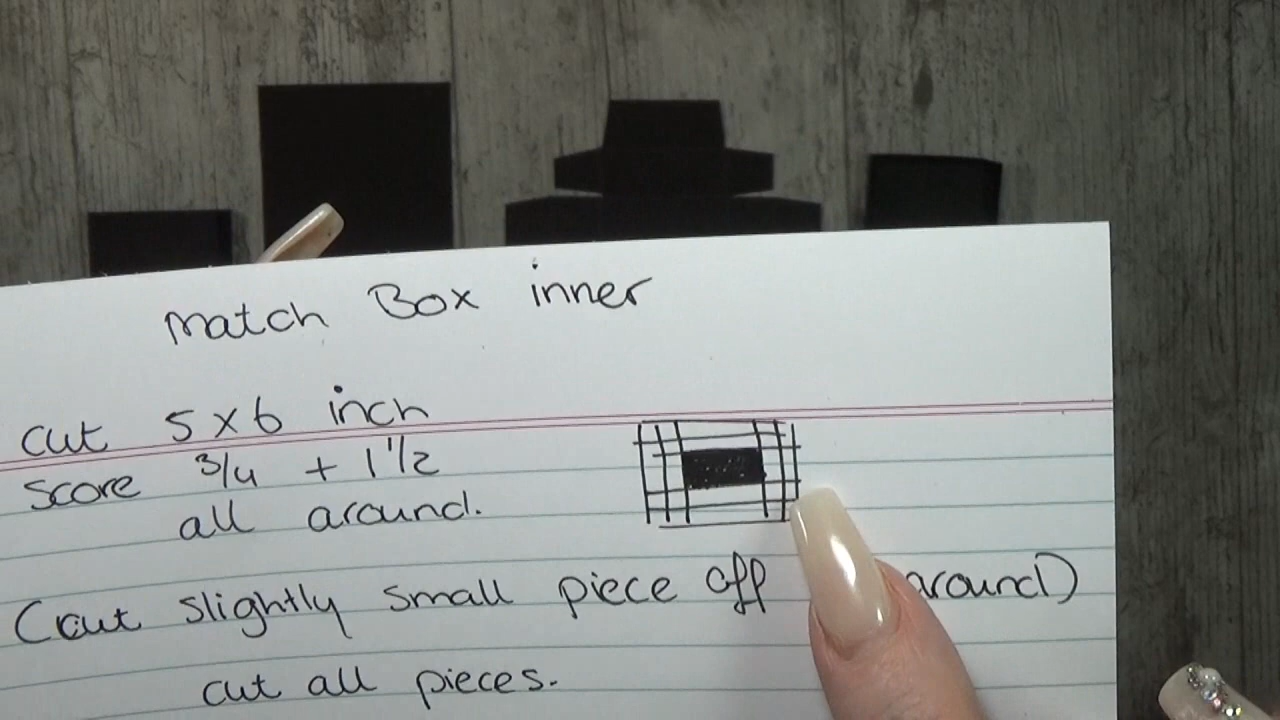 Match Box inner
cut 5 x 6 inch
score 3/4 + 1 1/2
all around.
(cut slightly small piece off around)
cut all pieces.